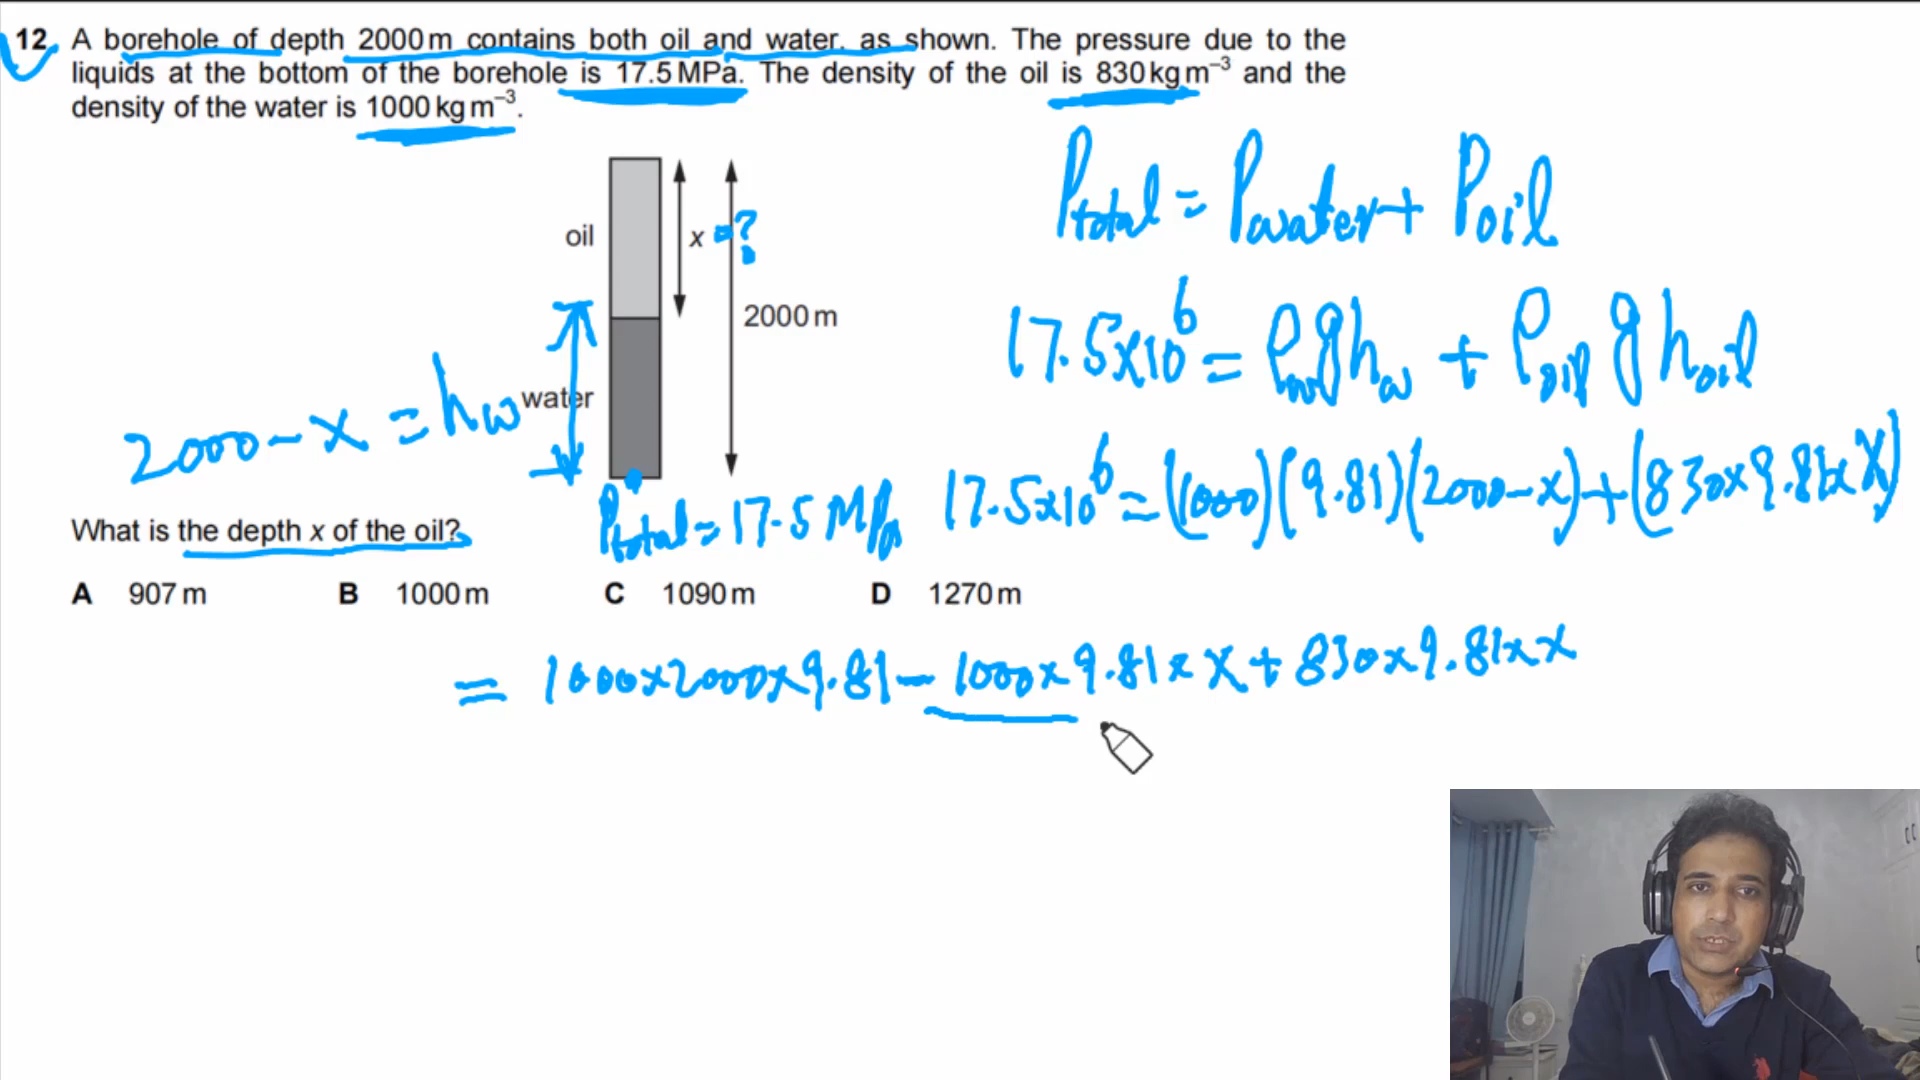 12 A borehole of depth 2000 m contains both oil and water, as shown. The pressure due to the
liquids at the bottom of the borehole is 17.5 MPa. The density of the oil is 830 kg m⁻³ and the
density of the water is 1000 kg m⁻³.
Ptotal = Pwater + Poil
oil
x = ?
2000 m
17.5×10⁶ = ρw g hw + ρoil g hoil
water
2000 - x = hw
17.5×10⁶ = (1000)(9.81)(2000-x) + (830×9.81×x)
Ptotal = 17.5 MPa
What is the depth x of the oil?
A 907 m B 1000 m C 1090 m D 1270 m
= 1000×2000×9.81 - 1000×9.81×x + 830×9.81×x